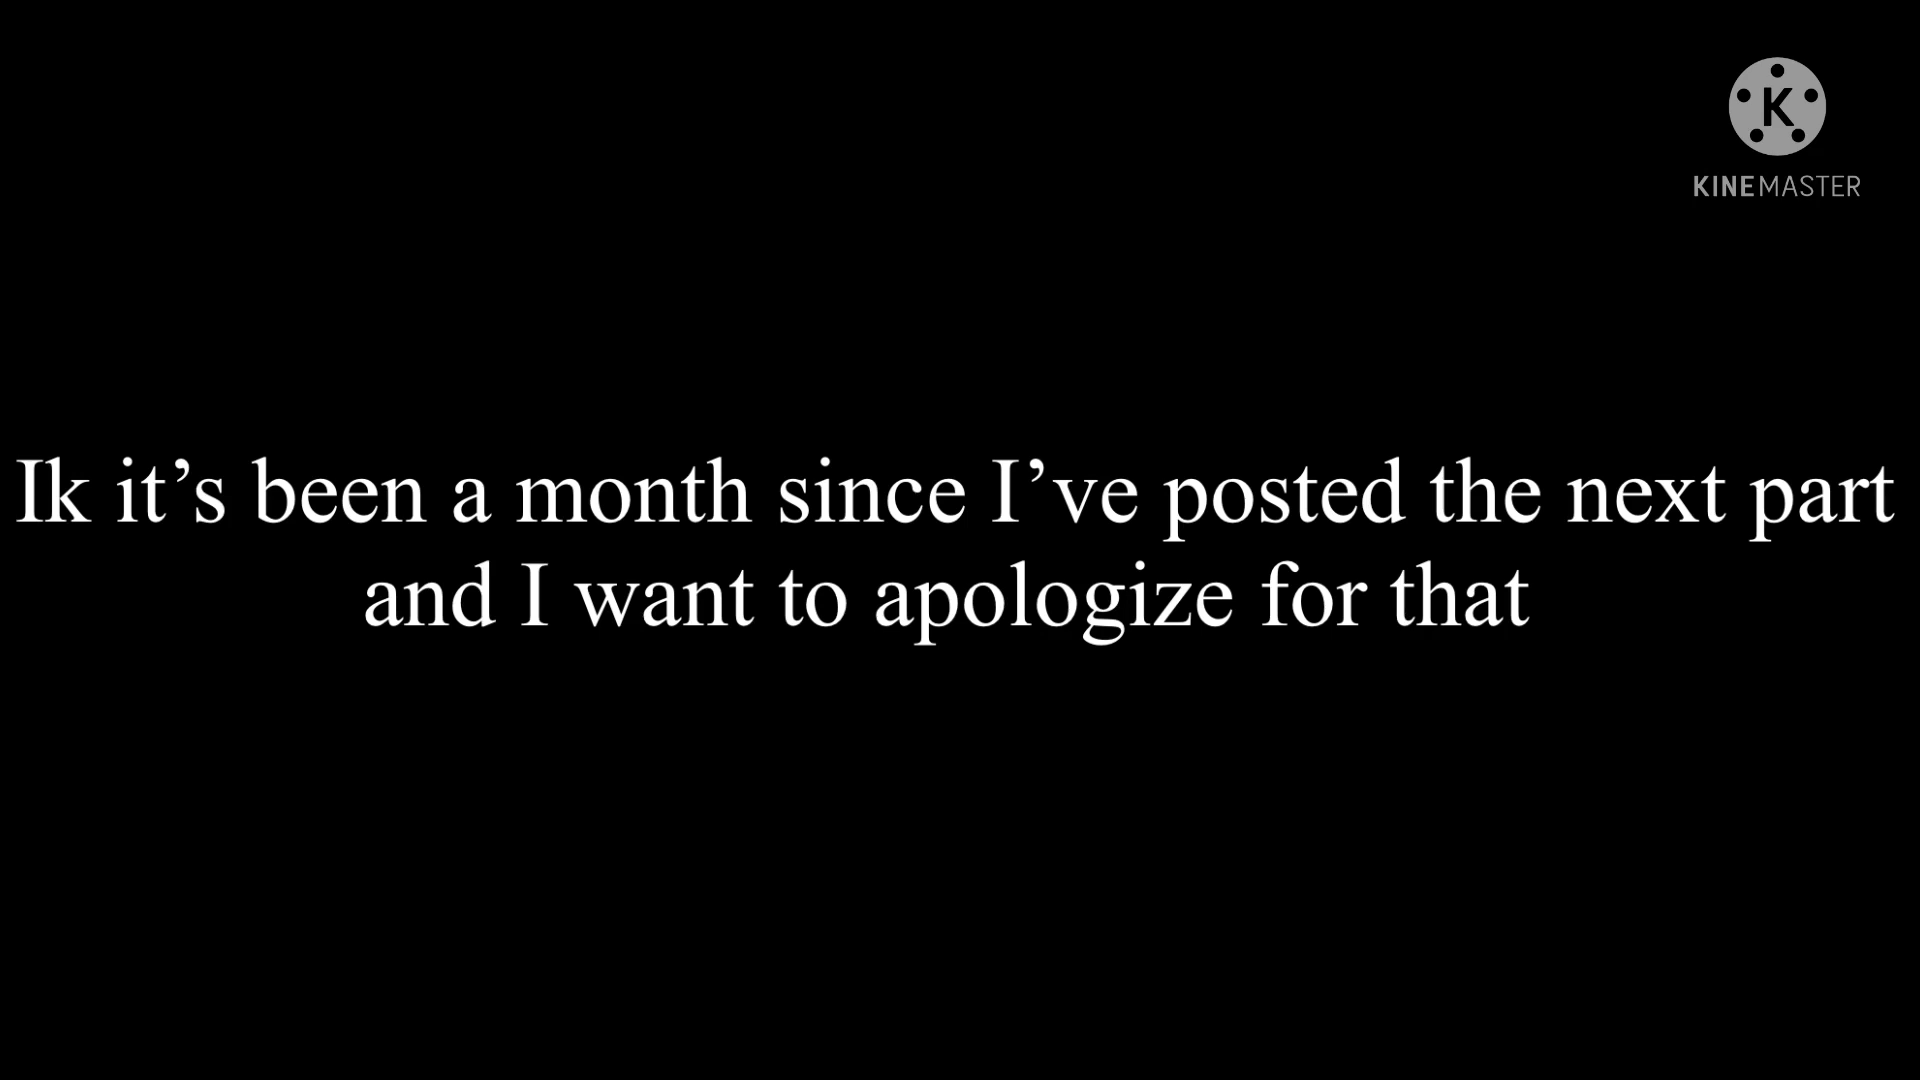 K
KINEMASTER
Ik it’s been a month since I’ve posted the next part
and I want to apologize for that